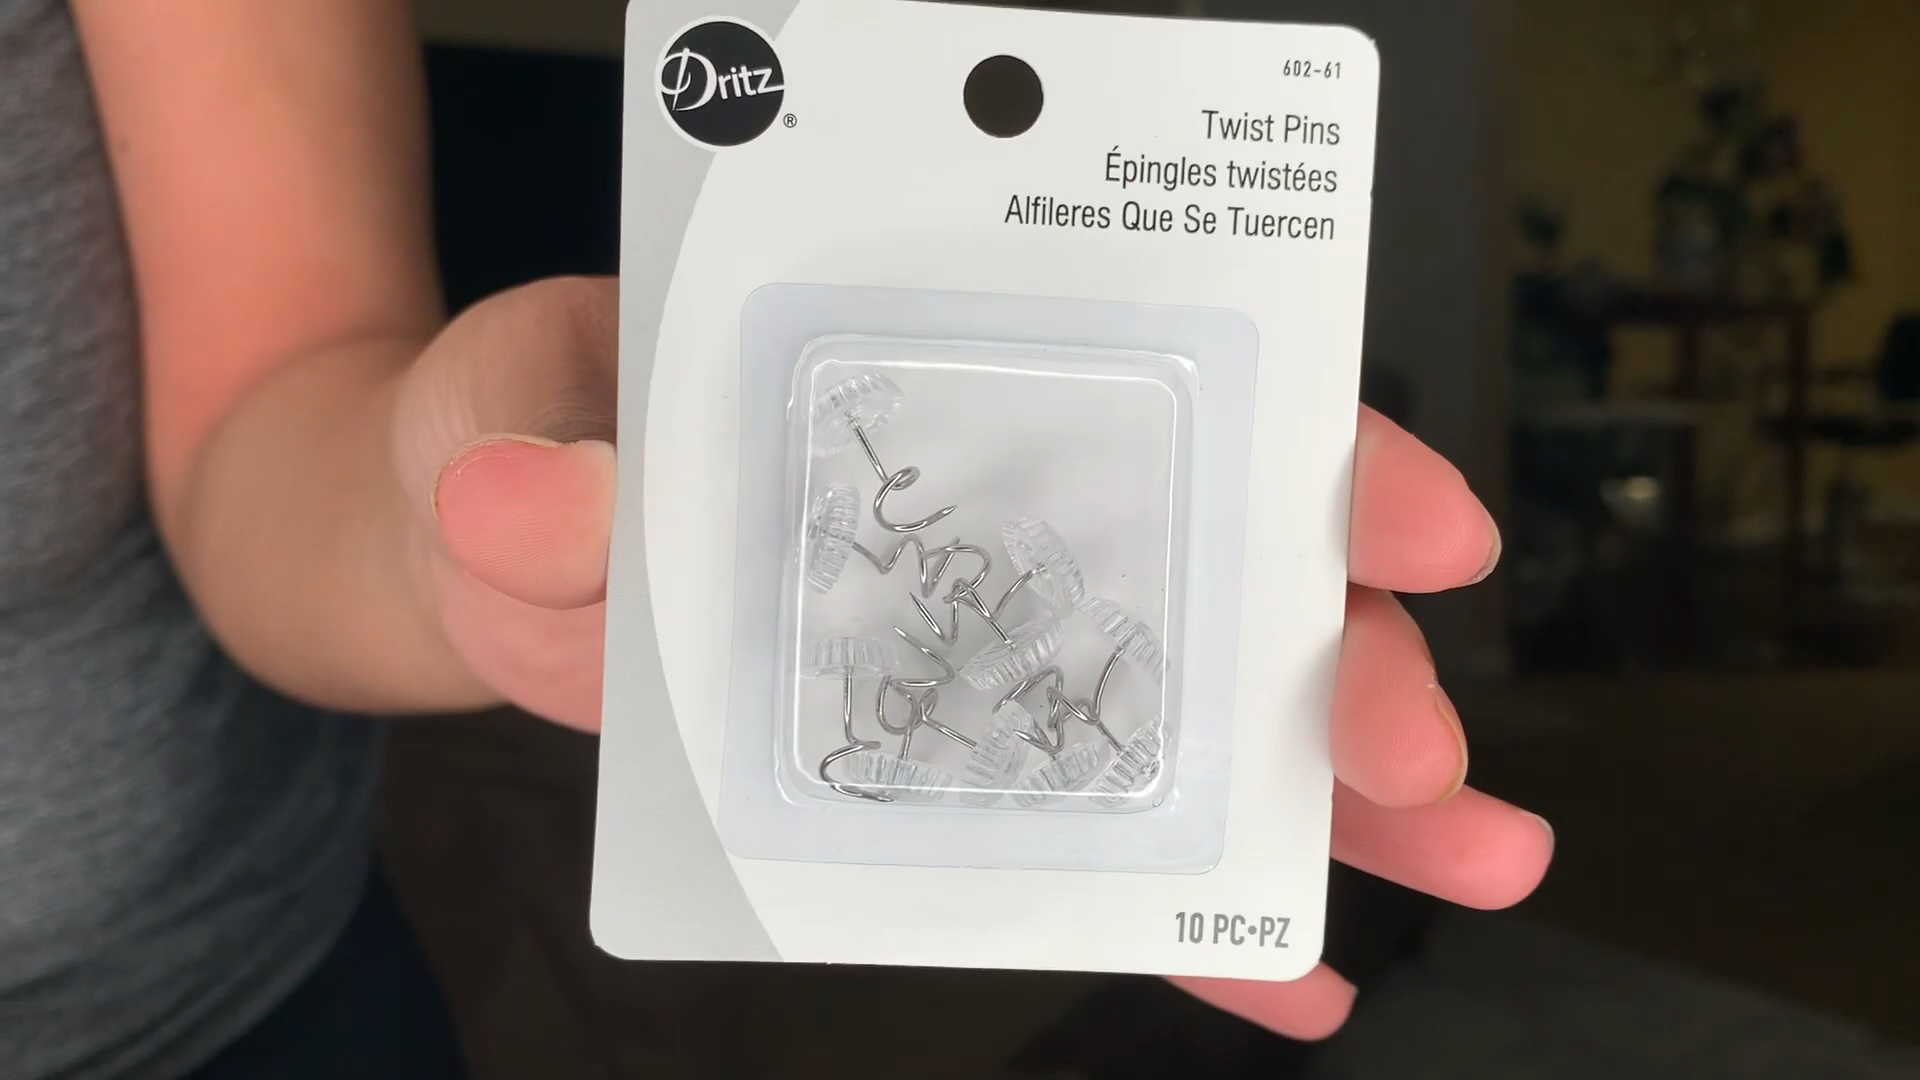 Dritz
®
602-61
Twist Pins
Épingles twistées
Alfileres Que Se Tuercen
10 PC•PZ